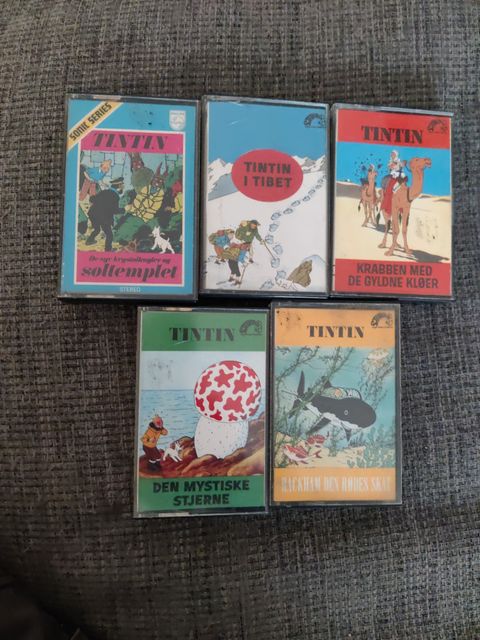 SONIC SERIES
TINTIN
De syv krystalkugler og
soltemplet
STEREO
TINTIN
I TIBET
TINTIN
KRABBEN MED
DE GYLDNE KLØER
TINTIN
DEN MYSTISKE
STJERNE
TINTIN
RACKHAM DEN RØDES SKAT